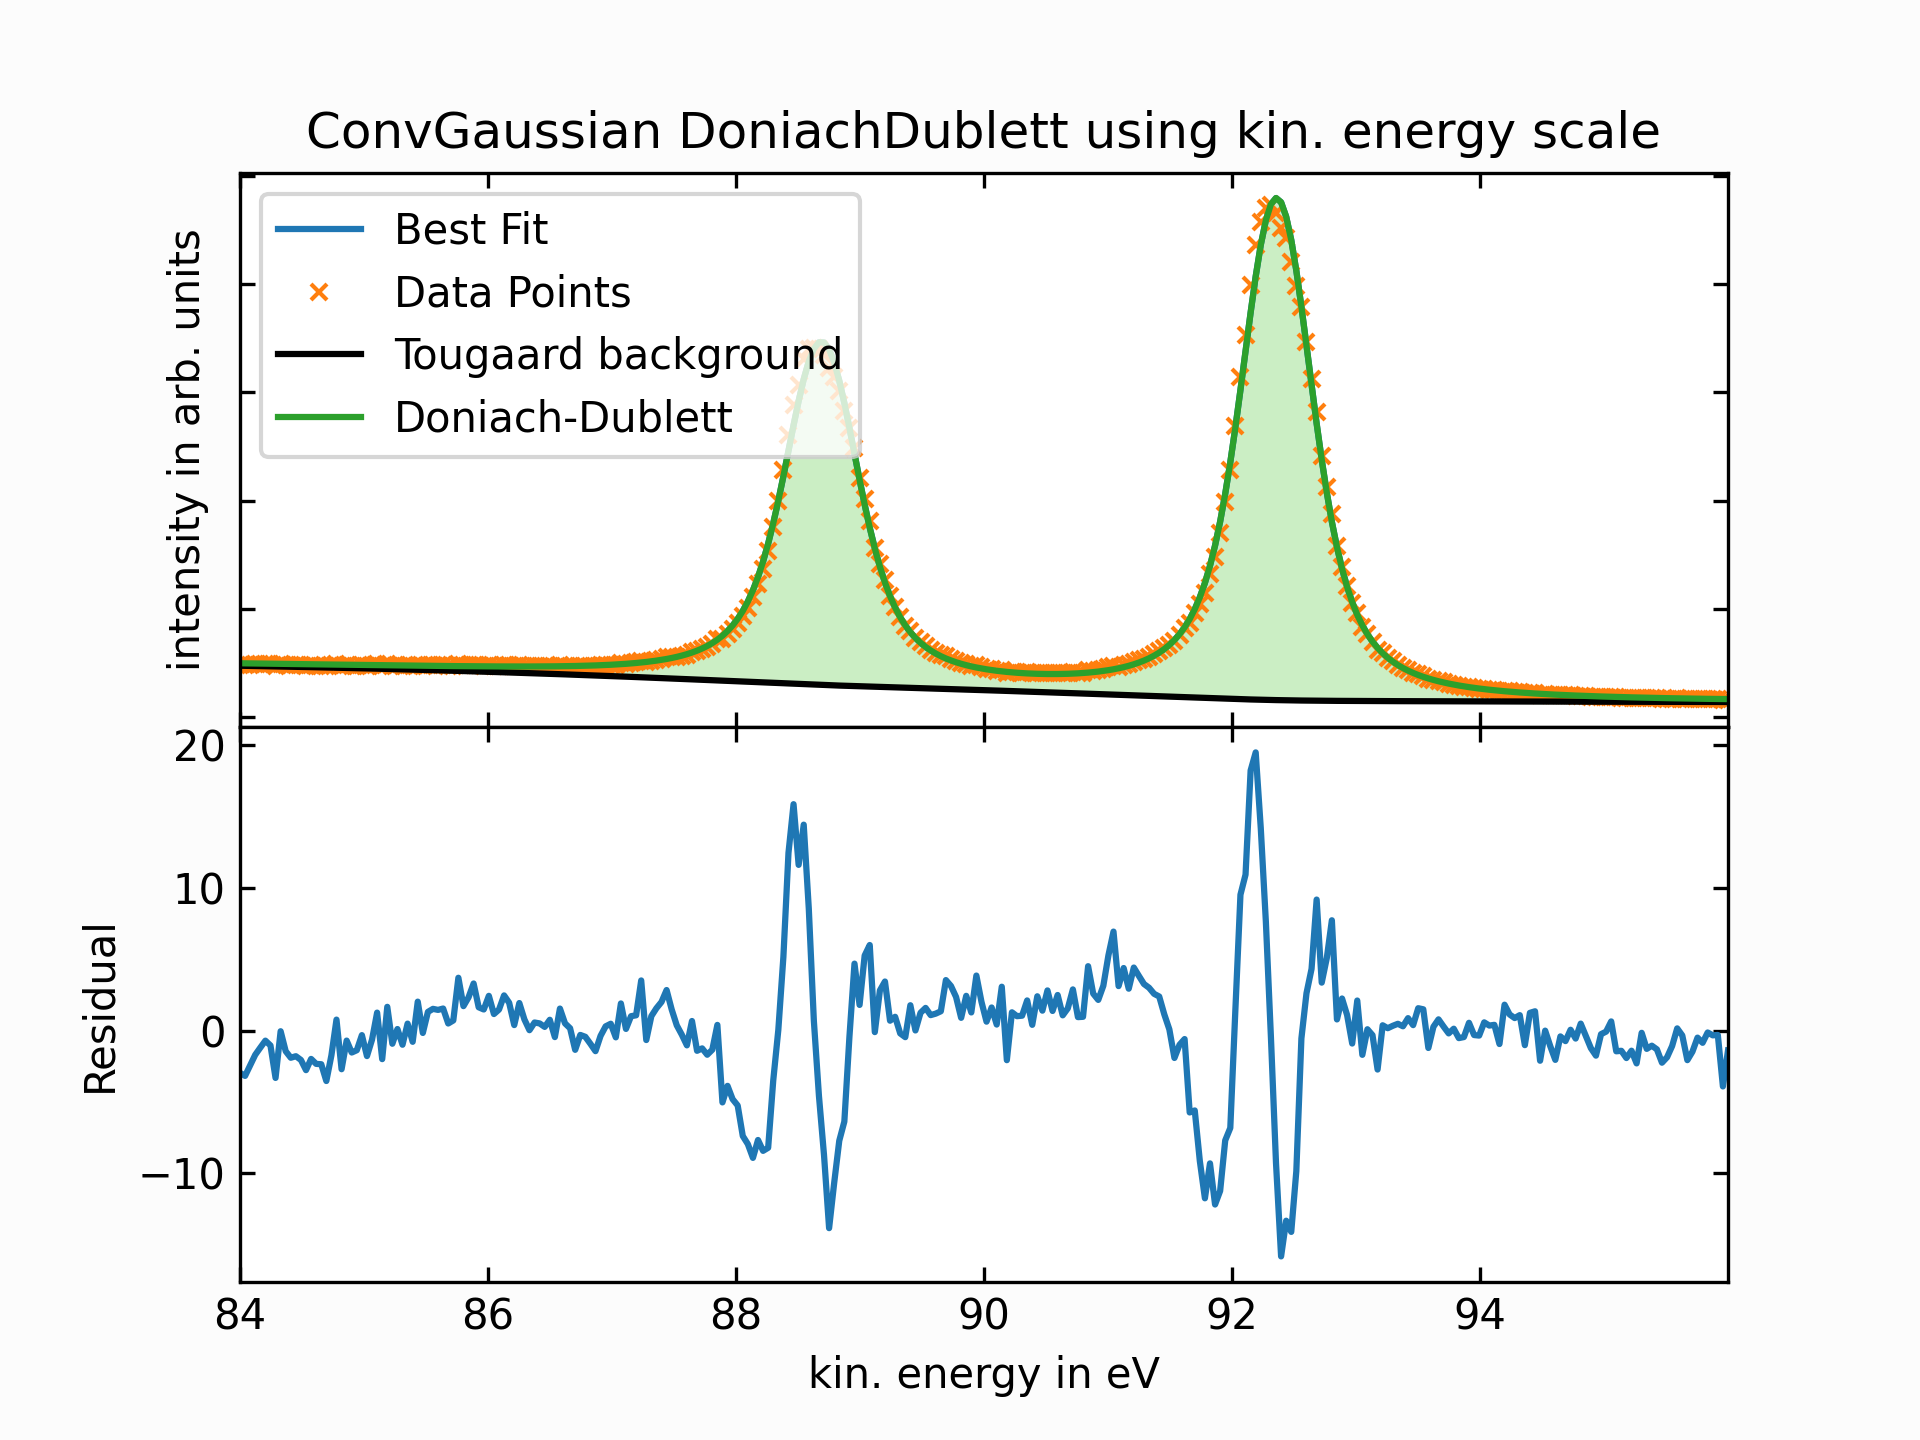 ConvGaussian DoniachDublett using kin. energy scale
intensity in arb. units
Best Fit
Data Points
Tougaard background
Doniach-Dublett
20
10
0
−10
Residual
84 86 88 90 92 94
kin. energy in eV